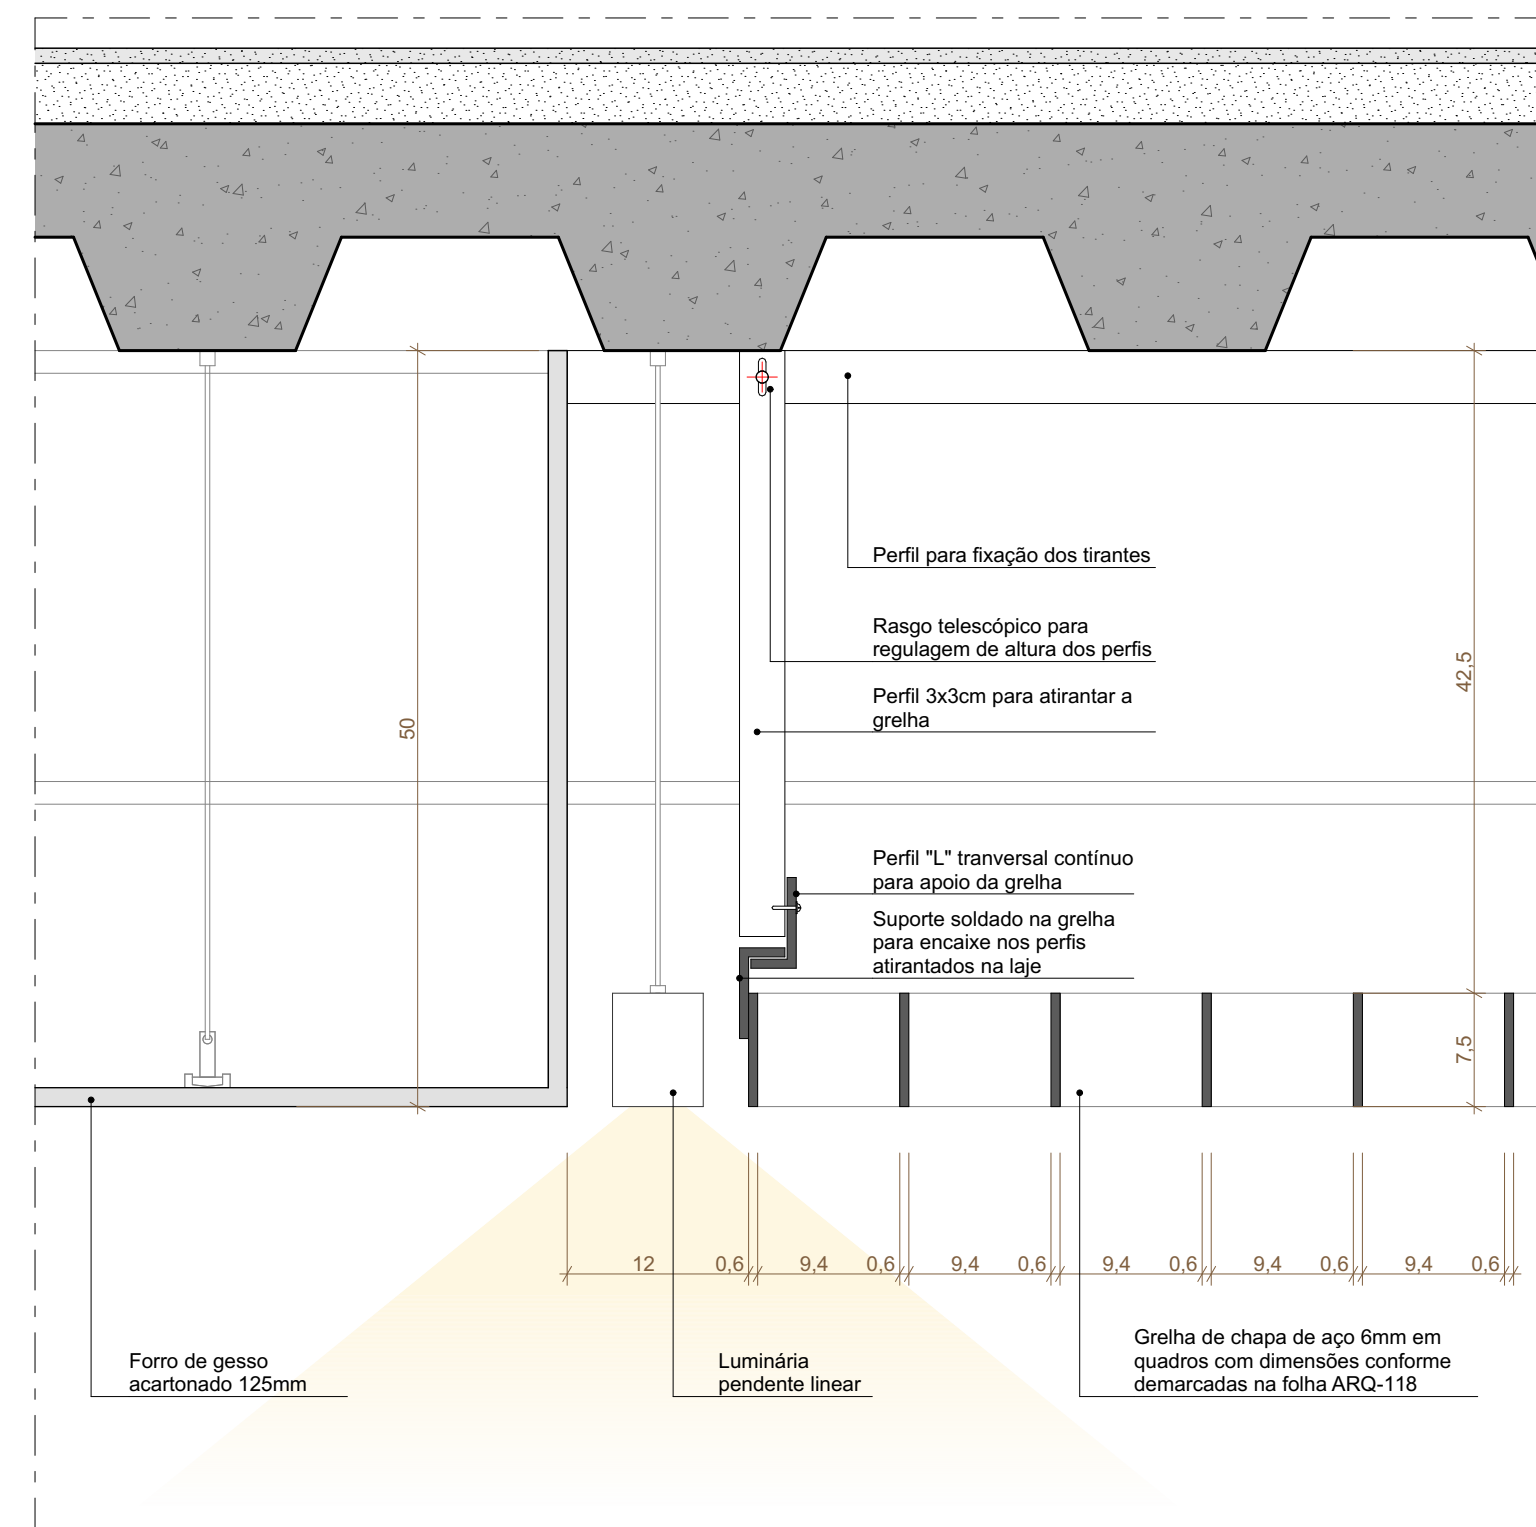 Perfil para fixação dos tirantes
Rasgo telescópico para
regulagem de altura dos perfis
42,5
Perfil 3x3cm para atirantar a
grelha
50
Perfil "L" tranversal contínuo
para apoio da grelha
Suporte soldado na grelha
para encaixe nos perfis
atirantados na laje
7,5
12 0,6 9,4 0,6 9,4 0,6 9,4 0,6 9,4 0,6 9,4 0,6
Forro de gesso
acartonado 125mm
Luminária
pendente linear
Grelha de chapa de aço 6mm em
quadros com dimensões conforme
demarcadas na folha ARQ-118